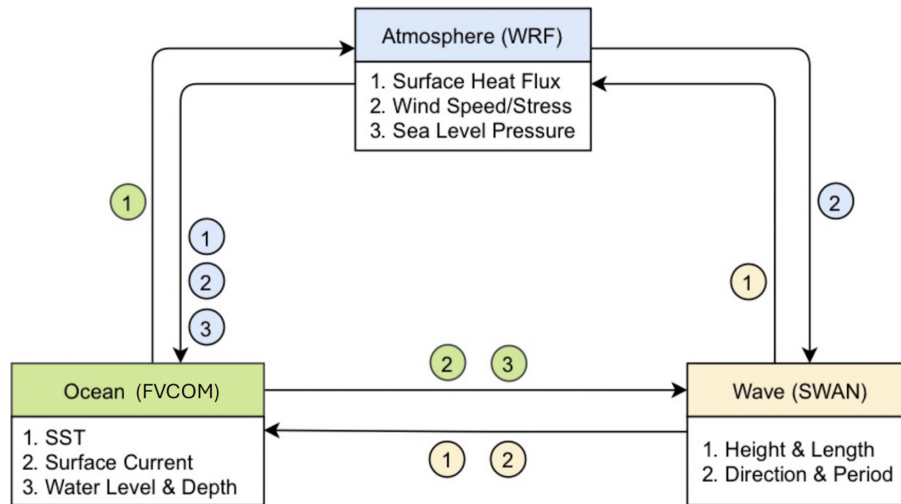 Atmosphere (WRF)
1. Surface Heat Flux
2. Wind Speed/Stress
3. Sea Level Pressure
1
2
1
2
3
1
2 3
Ocean (FVCOM)
1. SST
2. Surface Current
3. Water Level & Depth
Wave (SWAN)
1. Height & Length
2. Direction & Period
1 2